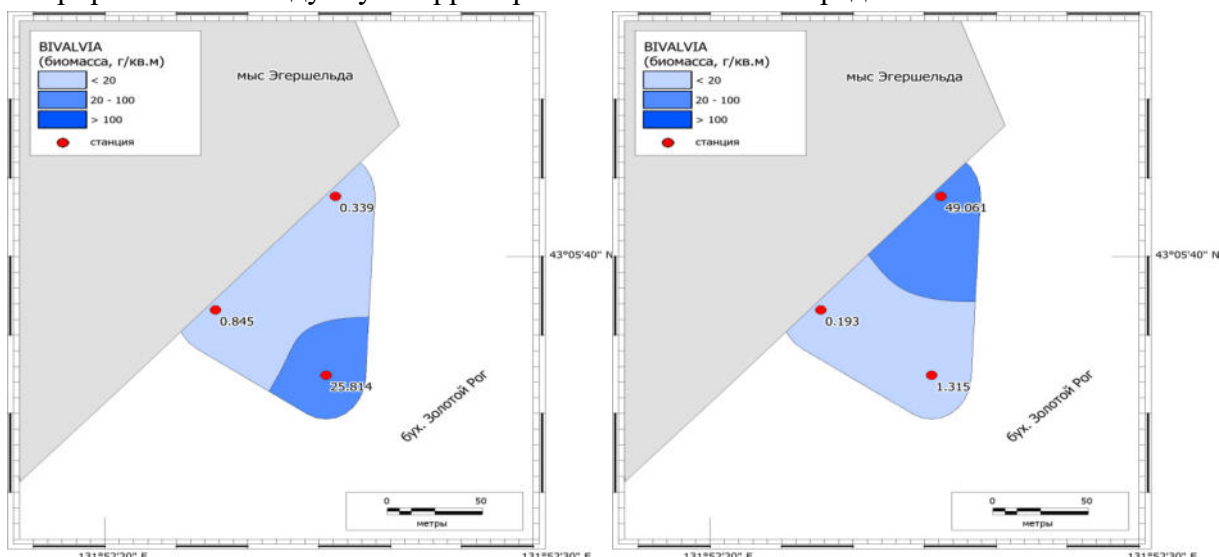 BIVALVIA
(биомасса, г/кв.м)
< 20
20 - 100
> 100
станция
мыс Эгершельда
0.339
0.845
25.814
бух. Золотой Рог
0 50
метры
43°05'40" N
BIVALVIA
(биомасса, г/кв.м)
< 20
20 - 100
> 100
станция
мыс Эгершельда
49.061
0.193
1.315
бух. Золотой Рог
0 50
метры
43°05'40" N